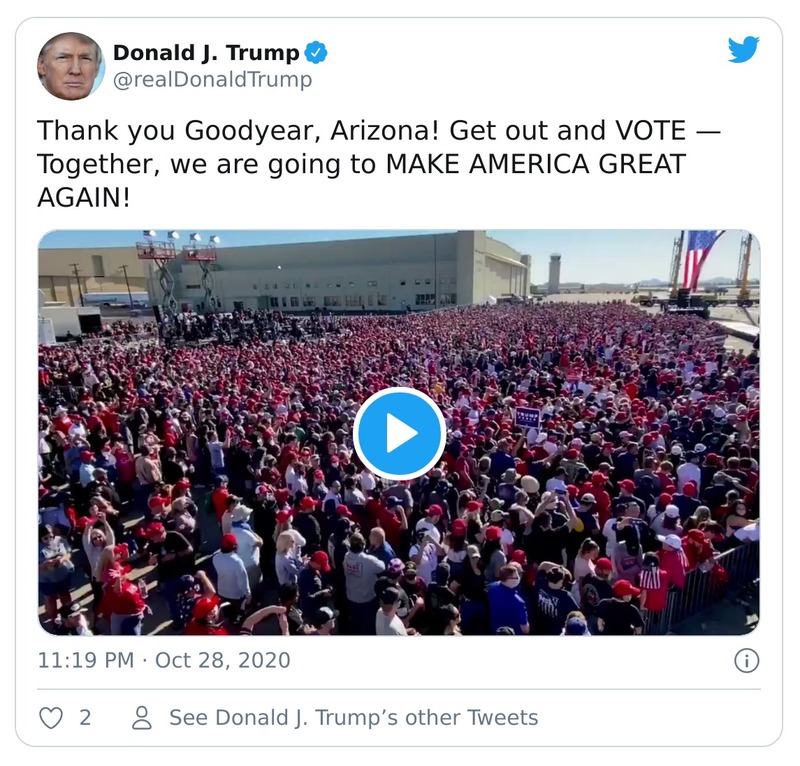 Donald J. Trump
@realDonaldTrump
Thank you Goodyear, Arizona! Get out and VOTE —
Together, we are going to MAKE AMERICA GREAT
AGAIN!
TRUMP
11:19 PM · Oct 28, 2020
2
See Donald J. Trump’s other Tweets